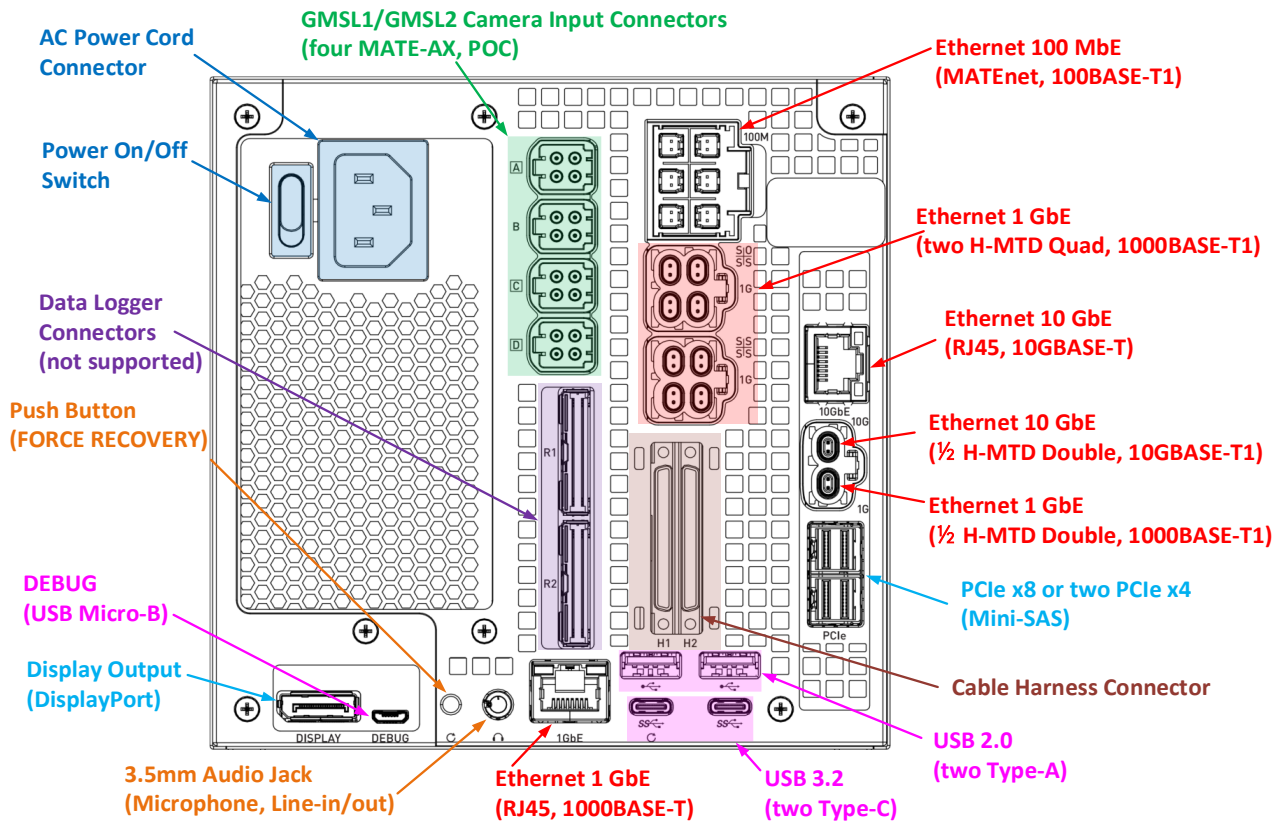 GMSL1/GMSL2 Camera Input Connectors
(four MATE-AX, POC)
AC Power Cord
Connector
Ethernet 100 MbE
(MATEnet, 100BASE-T1)
Power On/Off
Switch
100M
A
B
C
D
Ethernet 1 GbE
(two H-MTD Quad, 1000BASE-T1)
S O
S S
1G
S S
S S
1G
Data Logger
Connectors
(not supported)
Ethernet 10 GbE
(RJ45, 10GBASE-T)
10GbE
10G
Push Button
(FORCE RECOVERY)
Ethernet 10 GbE
(½ H-MTD Double, 10GBASE-T1)
R1
Ethernet 1 GbE
(½ H-MTD Double, 1000BASE-T1)
1G
R2
DEBUG
(USB Micro-B)
PCIe x8 or two PCIe x4
(Mini-SAS)
PCIe
H1 H2
Display Output
(DisplayPort)
Cable Harness Connector
DISPLAY
DEBUG
1GbE
SS
SS
USB 2.0
(two Type-A)
3.5mm Audio Jack
(Microphone, Line-in/out)
Ethernet 1 GbE
(RJ45, 1000BASE-T)
USB 3.2
(two Type-C)